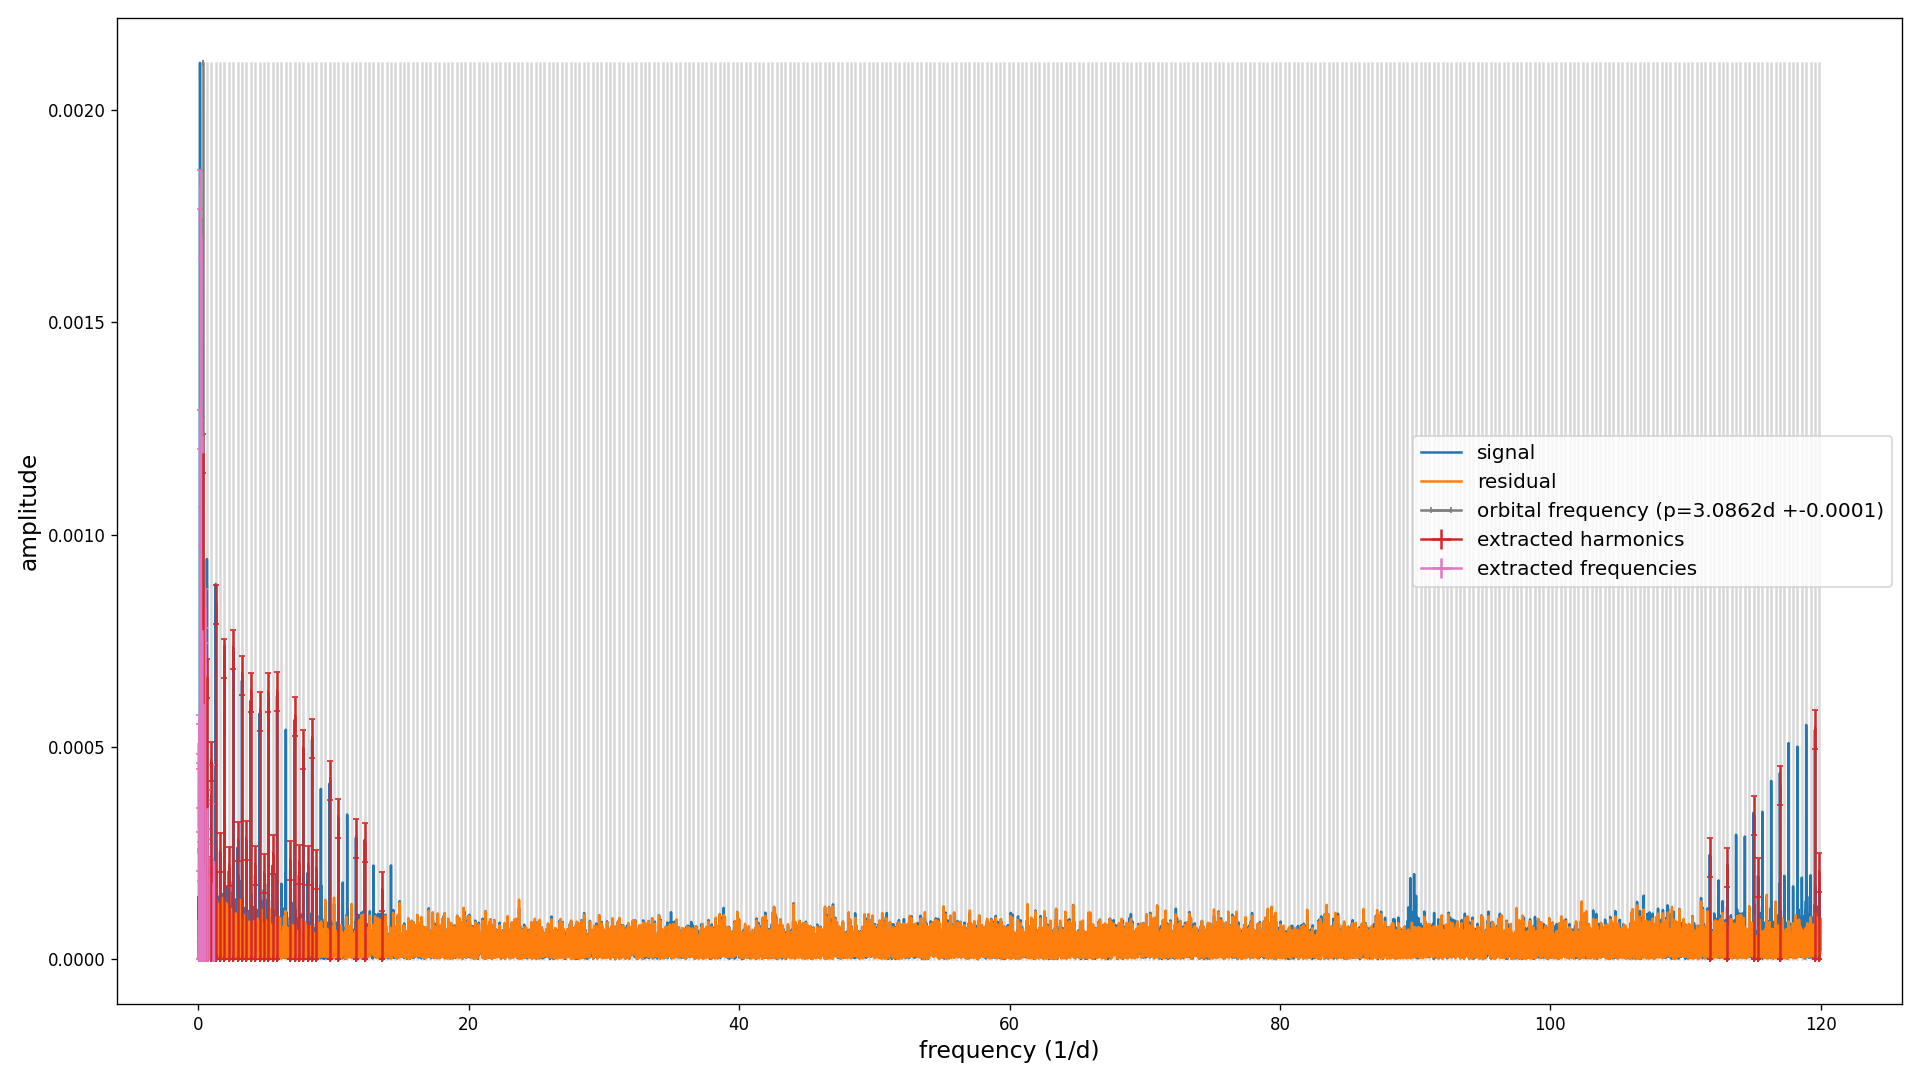 0.0020
0.0015
0.0010
0.0005
0.0000
amplitude
signal
residual
orbital frequency (p=3.0862d +-0.0001)
extracted harmonics
extracted frequencies
0 20 40 60 80 100 120
frequency (1/d)